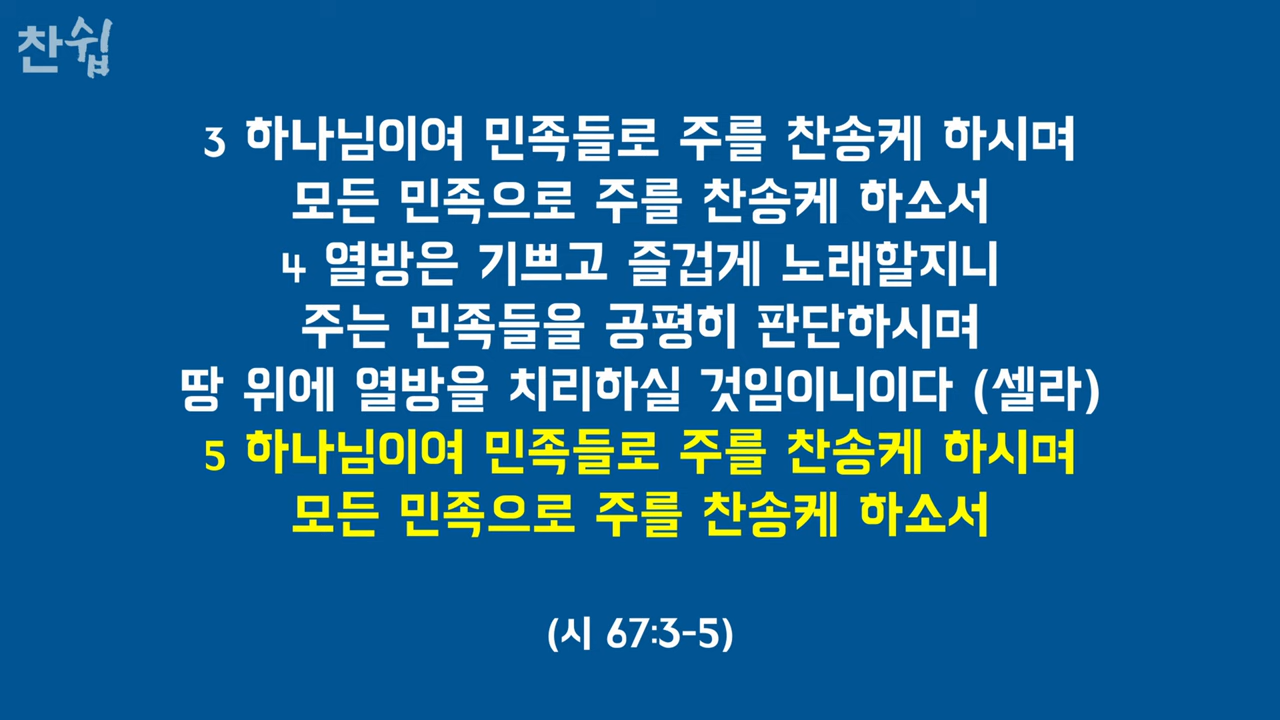 찬쉽
3 하나님이여 민족들로 주를 찬송케 하시며
모든 민족으로 주를 찬송케 하소서
4 열방은 기쁘고 즐겁게 노래할지니
주는 민족들을 공평히 판단하시며
땅 위에 열방을 치리하실 것임이니이다 (셀라)
5 하나님이여 민족들로 주를 찬송케 하시며
모든 민족으로 주를 찬송케 하소서
(시 67:3-5)